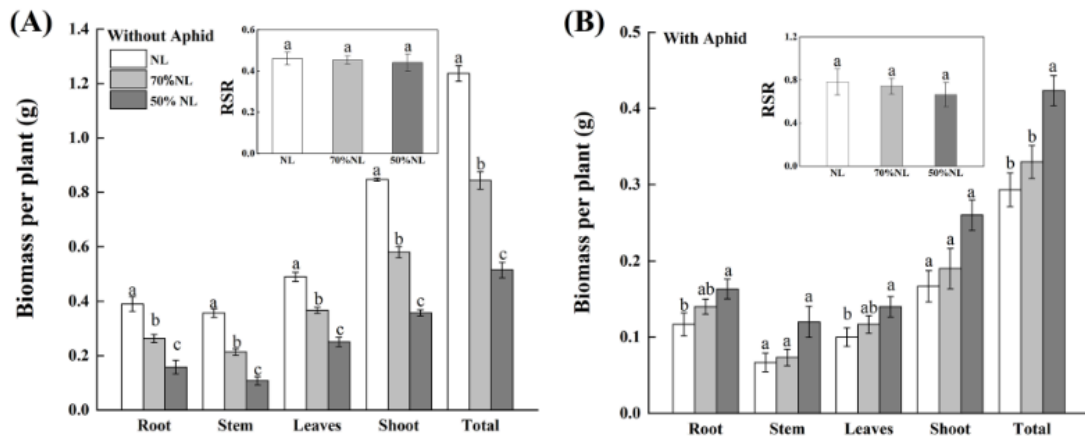 (A)
Without Aphid
NL
70%NL
50% NL
Biomass per plant (g)
1.4
1.2
1.0
0.8
0.6
0.4
0.2
0.0
a
b
c
a
b
c
a
b
c
a
b
c
a
b
c
Root
Stem
Leaves
Shoot
Total
RSR
0.6
0.4
0.2
0.0
a
a
a
NL
70%NL
50%NL
(B)
With Aphid
Biomass per plant (g)
0.5
0.4
0.3
0.2
0.1
0.0
b
ab
a
a
a
a
b
ab
a
a
a
a
b
b
a
Root
Stem
Leaves
Shoot
Total
RSR
1.2
0.8
0.4
0.0
a
a
a
NL
70%NL
50%NL